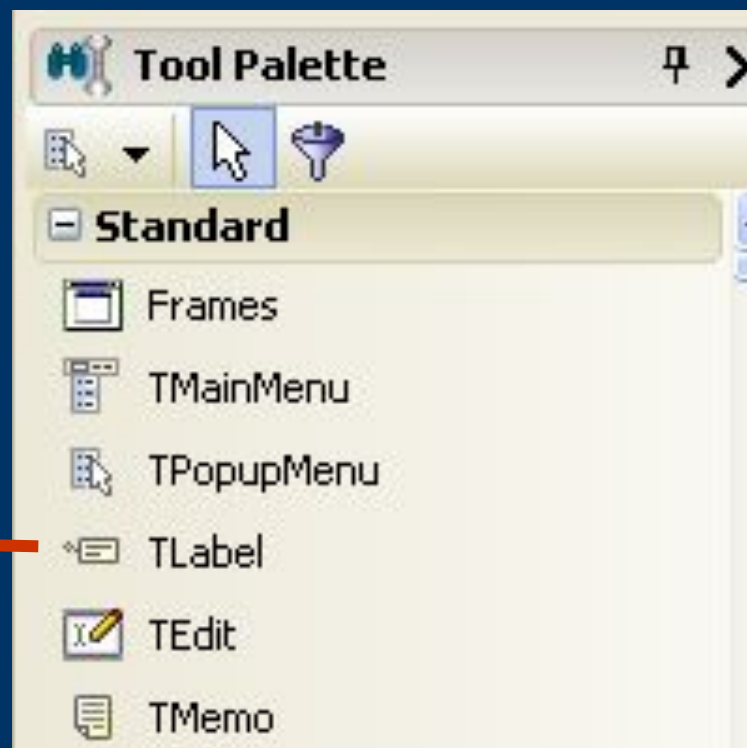 Tool Palette
Standard
Frames
TMainMenu
TPopupMenu
TLabel
TEdit
TMemo